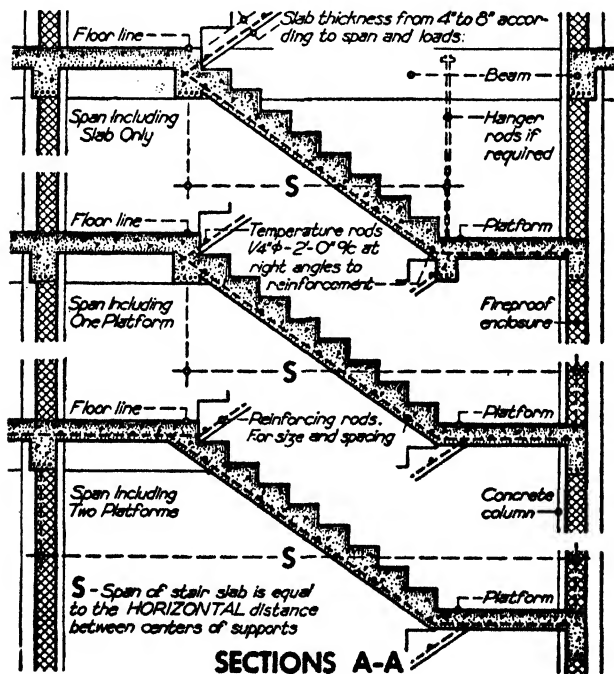 Slab thickness from 4" to 8" accor-
ding to span and loads.
Floor line
Beam
Span Including
Slab Only
Hanger
rods if
required
S
Floor line
Temperature rods
1/4"ϕ - 2'-0" %c at
right angles to
reinforcement
Platform
Span Including
One Platform
Fireproof
enclosure
S
Floor line
Reinforcing rods.
For size and spacing
Platform
Span Including
Two Platforms
Concrete
column
S
S - Span of stair slab is equal
to the HORIZONTAL distance
between centers of supports
Platform
SECTIONS A-A